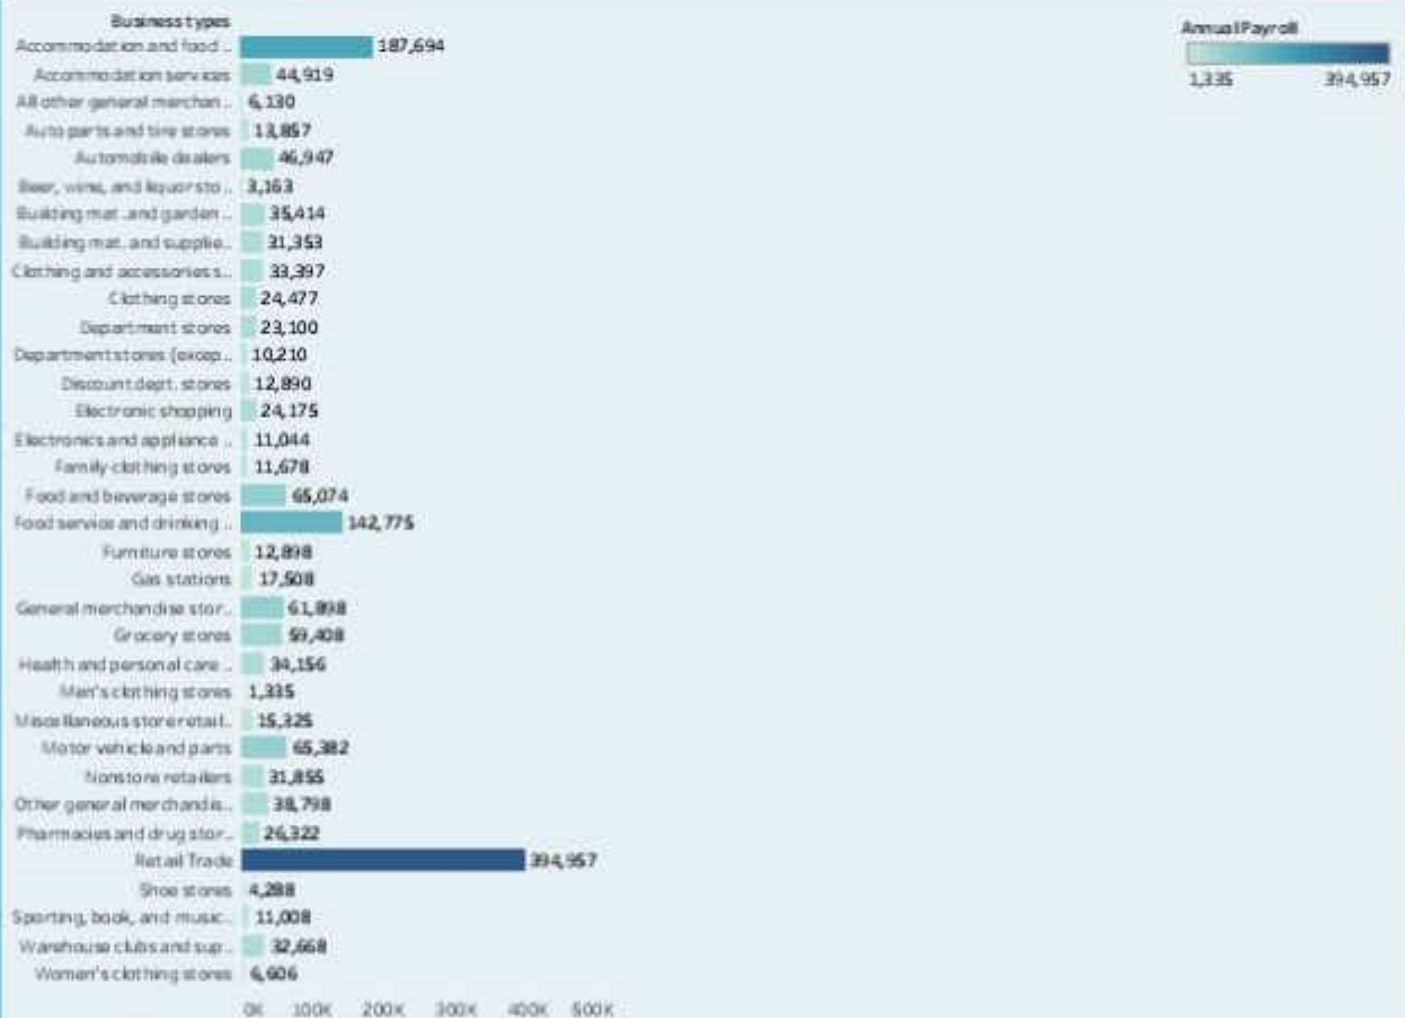 Business types
Accommodation and food .. 187,694
Accommodation services 44,919
All other general merchan .. 6,130
Auto parts and tire stores 13,857
Automobile dealers 46,947
Beer, wine, and liquor sto .. 3,163
Building mat .and garden .. 35,414
Building mat. and supplie.. 31,353
Clothing and accessories s.. 33,397
Clothing stores 24,477
Department stores 23,100
Department stores (excep .. 10,210
Discount dept. stores 12,890
Electronic shopping 24,175
Electronics and appliance .. 11,044
Family clothing stores 11,678
Food and beverage stores 65,074
Food service and drinking .. 142,775
Furniture stores 12,898
Gas stations 17,508
General merchandise stor.. 61,898
Grocery stores 59,408
Health and personal care .. 34,156
Men's clothing stores 1,335
Miscellaneous store retail.. 15,325
Motor vehicle and parts 65,382
Nonstore retailers 31,855
Other general merchandis.. 38,798
Pharmacies and drug stor.. 26,322
Retail Trade 394,957
Shoe stores 4,288
Sporting, book, and music.. 11,008
Warehouse clubs and sup .. 32,668
Women's clothing stores 6,606
0K 100K 200K 300K 400K 500K
Annual Payroll
1,335 394,957